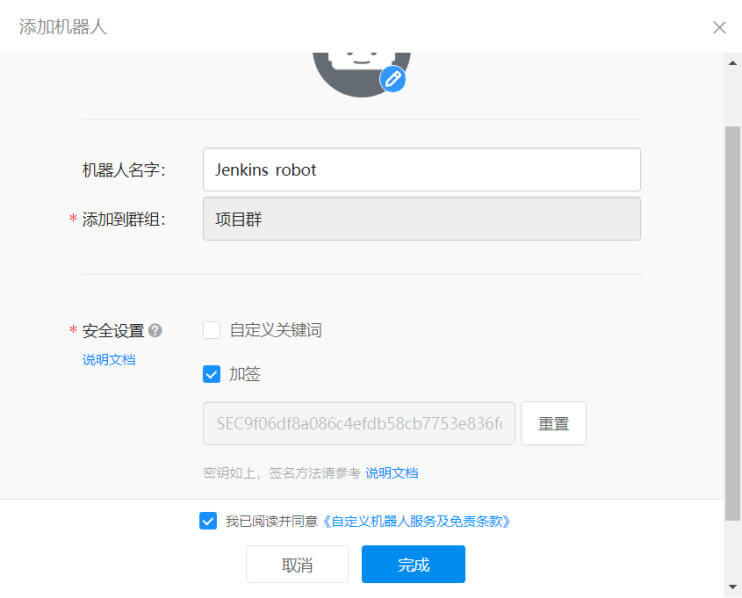 添加机器人
机器人名字： Jenkins robot
* 添加到群组： 项目群
* 安全设置 ? 自定义关键词
说明文档
加签
SEC9f06df8a086c4efdb58cb7753e836f 重置
密钥如上，签名方法请参考 说明文档
我已阅读并同意《自定义机器人服务及免责条款》
取消 完成